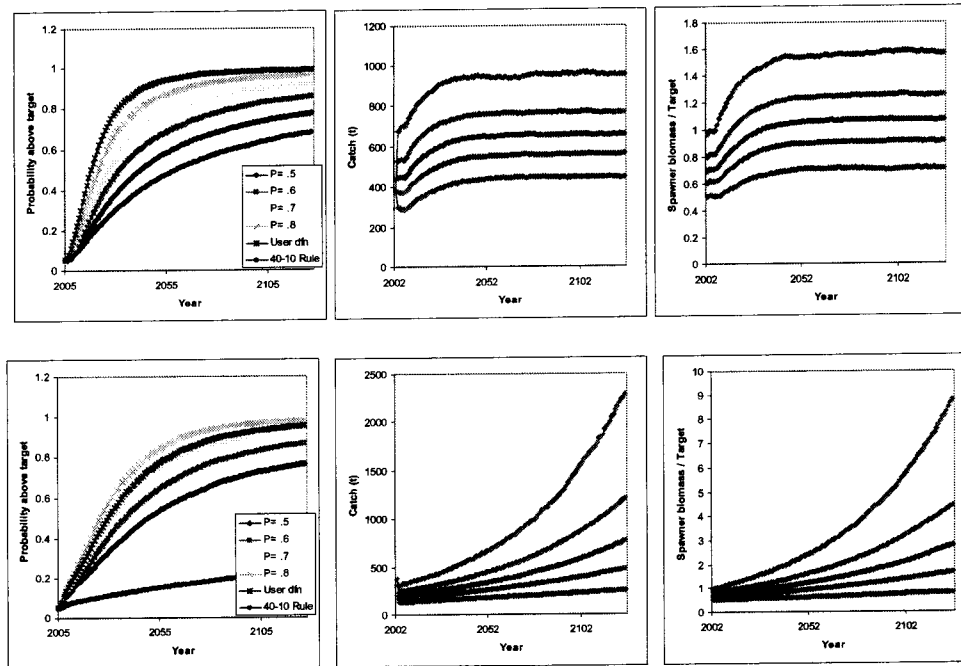 1.2
1
0.8
0.6
0.4
0.2
0
Probability above target
2005
2055
2105
Year
P= .5
P= .6
P= .7
P= .8
User dfn
40-10 Rule
1200
1000
800
600
400
200
0
Catch (t)
2002
2052
2102
Year
1.8
1.6
1.4
1.2
1
0.8
0.6
0.4
0.2
0
Spawner biomass / Target
2002
2052
2102
Year
1.2
1
0.8
0.6
0.4
0.2
0
Probability above target
2005
2055
2105
Year
P= .5
P= .6
P= .7
P= .8
User dfn
40-10 Rule
2500
2000
1500
1000
500
0
Catch (t)
2002
2052
2102
Year
10
9
8
7
6
5
4
3
2
1
0
Spawner biomass / Target
2002
2052
2102
Year